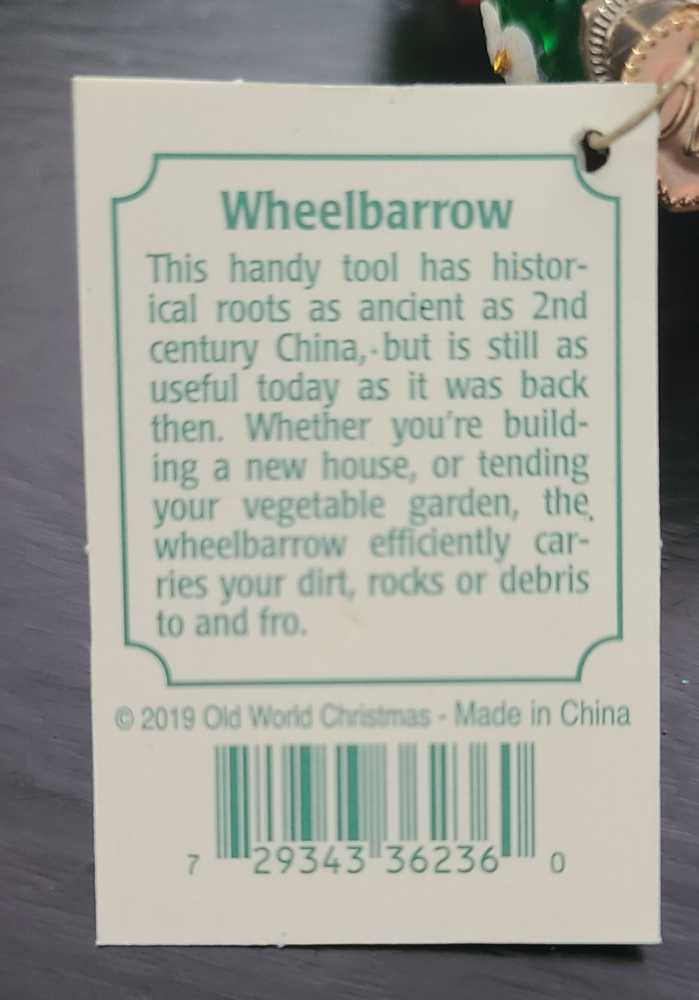 Wheelbarrow
This handy tool has histor-
ical roots as ancient as 2nd
century China, but is still as
useful today as it was back
then. Whether you're build-
ing a new house, or tending
your vegetable garden, the
wheelbarrow efficiently car-
ries your dirt, rocks or debris
to and fro.
© 2019 Old World Christmas - Made in China
7 29343 36236 0